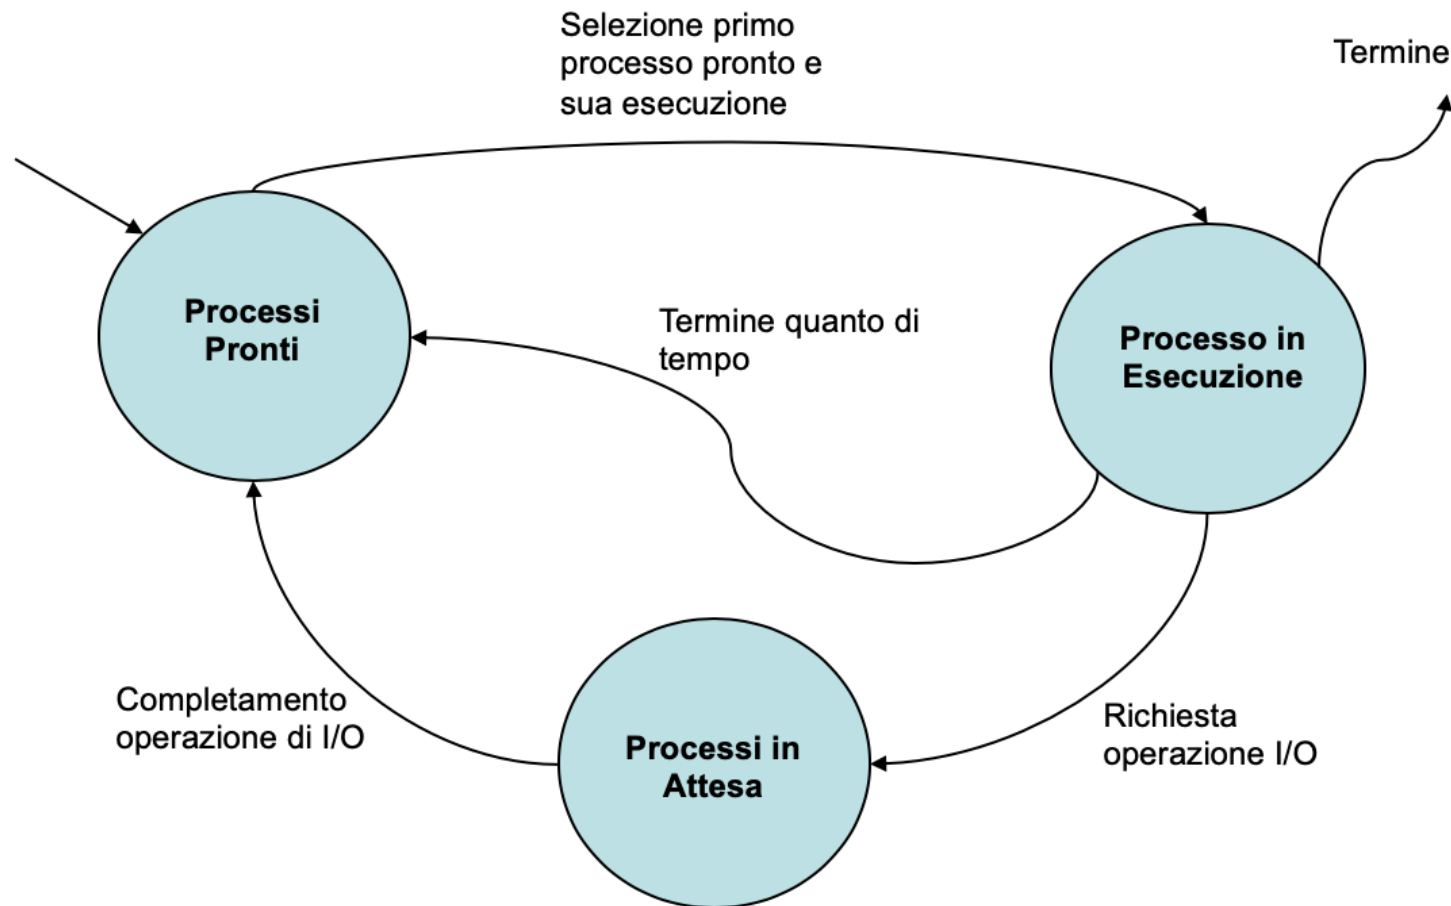 Selezione primo
processo pronto e
sua esecuzione
Termine
Processi
Pronti
Termine quanto di
tempo
Processo in
Esecuzione
Completamento
operazione di I/O
Processi in
Attesa
Richiesta
operazione I/O